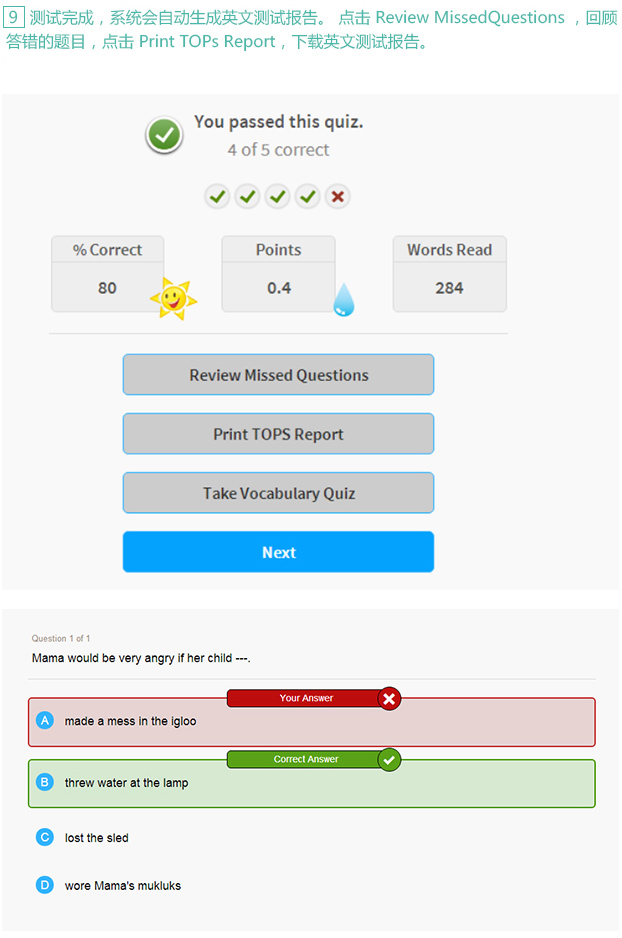 9 测试完成，系统会自动生成英文测试报告。 点击 Review MissedQuestions ，回顾
答错的题目，点击 Print TOPs Report，下载英文测试报告。
You passed this quiz.
4 of 5 correct
% Correct
80
Points
0.4
Words Read
284
Review Missed Questions
Print TOPS Report
Take Vocabulary Quiz
Next
Question 1 of 1
Mama would be very angry if her child ---.
Your Answer
A made a mess in the igloo
Correct Answer
B threw water at the lamp
C lost the sled
D wore Mama's mukluks